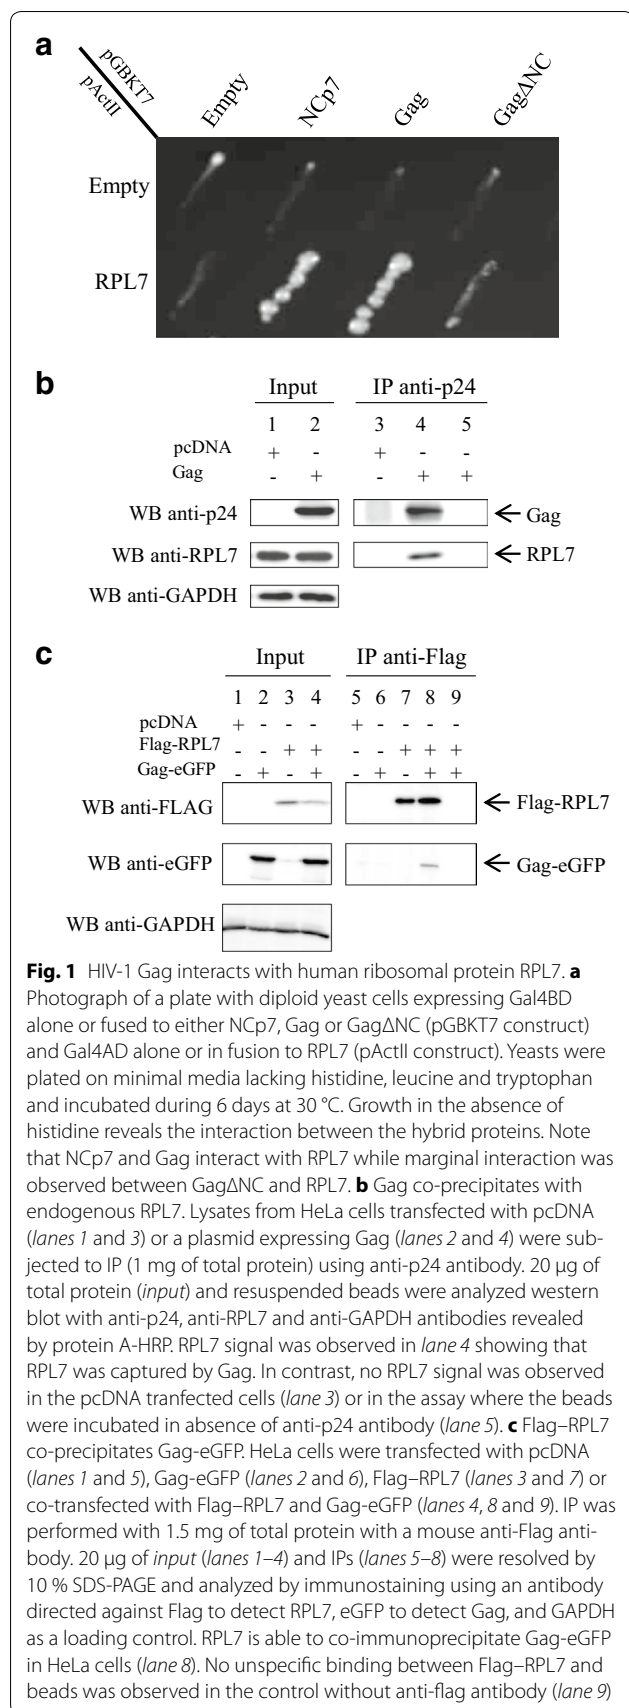 a
pGBKT7
pActII
Empty NCp7 Gag GagΔNC
Empty
RPL7
b
Input IP anti-p24
1 2 3 4 5
pcDNA + - + - -
Gag - + - + +
WB anti-p24 Gag
WB anti-RPL7 RPL7
WB anti-GAPDH
c
Input IP anti-Flag
1 2 3 4 5 6 7 8 9
pcDNA + - - - + - - - -
Flag-RPL7 - - + + - - + + +
Gag-eGFP - + - + - + - + +
WB anti-FLAG Flag-RPL7
WB anti-eGFP Gag-eGFP
WB anti-GAPDH
Fig. 1 HIV-1 Gag interacts with human ribosomal protein RPL7. a
Photograph of a plate with diploid yeast cells expressing Gal4BD
alone or fused to either NCp7, Gag or GagΔNC (pGBKT7 construct)
and Gal4AD alone or in fusion to RPL7 (pActII construct). Yeasts were
plated on minimal media lacking histidine, leucine and tryptophan
and incubated during 6 days at 30 °C. Growth in the absence of
histidine reveals the interaction between the hybrid proteins. Note
that NCp7 and Gag interact with RPL7 while marginal interaction was
observed between GagΔNC and RPL7. b Gag co-precipitates with
endogenous RPL7. Lysates from HeLa cells transfected with pcDNA
(lanes 1 and 3) or a plasmid expressing Gag (lanes 2 and 4) were sub-
jected to IP (1 mg of total protein) using anti-p24 antibody. 20 μg of
total protein (input) and resuspended beads were analyzed western
blot with anti-p24, anti-RPL7 and anti-GAPDH antibodies revealed
by protein A-HRP. RPL7 signal was observed in lane 4 showing that
RPL7 was captured by Gag. In contrast, no RPL7 signal was observed
in the pcDNA tranfected cells (lane 3) or in the assay where the beads
were incubated in absence of anti-p24 antibody (lane 5). c Flag–RPL7
co-precipitates Gag-eGFP. HeLa cells were transfected with pcDNA
(lanes 1 and 5), Gag-eGFP (lanes 2 and 6), Flag–RPL7 (lanes 3 and 7) or
co-transfected with Flag–RPL7 and Gag-eGFP (lanes 4, 8 and 9). IP was
performed with 1.5 mg of total protein with a mouse anti-Flag anti-
body. 20 μg of input (lanes 1–4) and IPs (lanes 5–8) were resolved by
10 % SDS-PAGE and analyzed by immunostaining using an antibody
directed against Flag to detect RPL7, eGFP to detect Gag, and GAPDH
as a loading control. RPL7 is able to co-immunoprecipitate Gag-eGFP
in HeLa cells (lane 8). No unspecific binding between Flag–RPL7 and
beads was observed in the control without anti-flag antibody (lane 9)